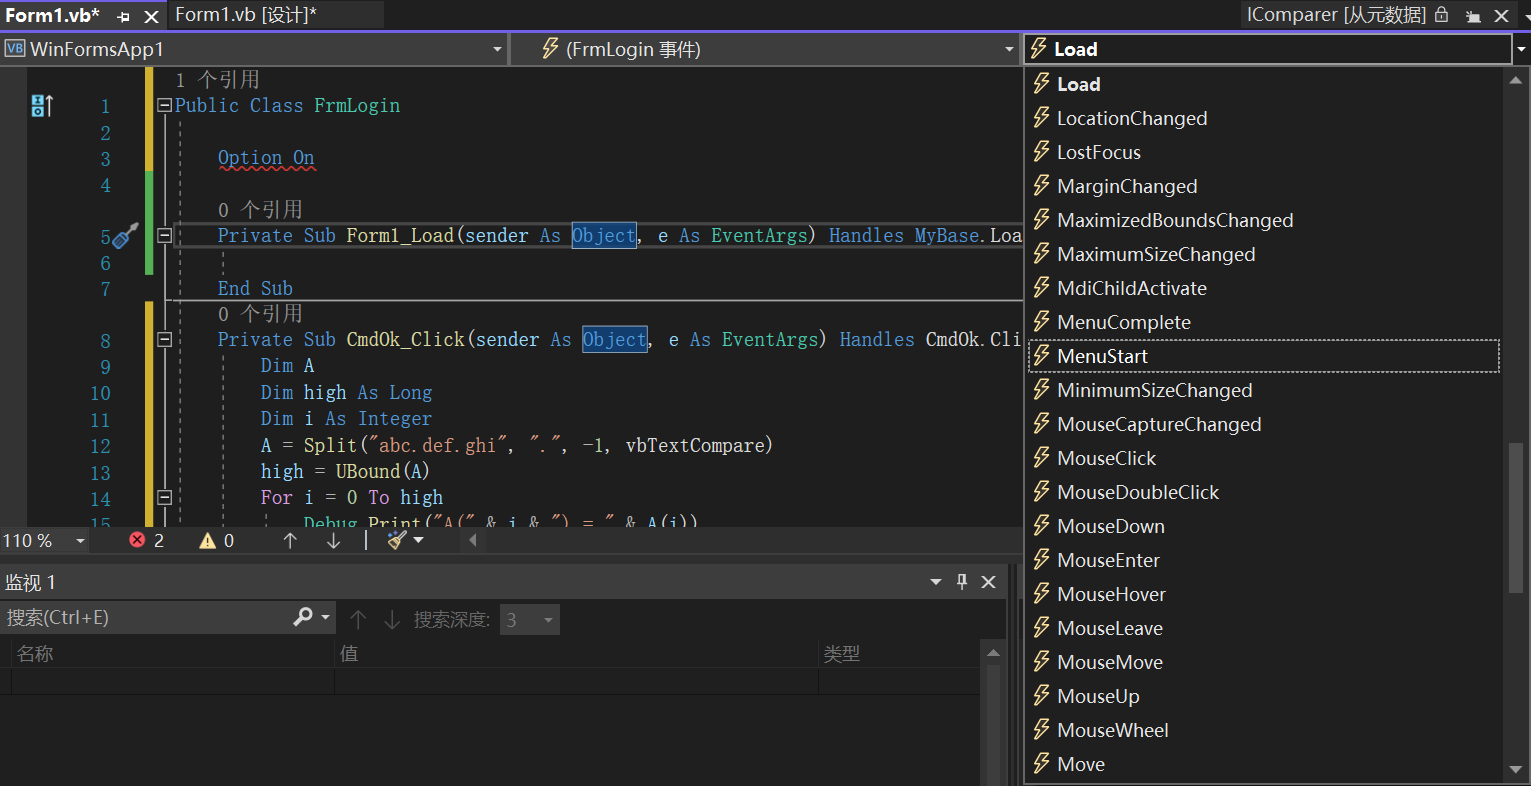 Form1.vb*
Form1.vb [设计]*
IComparer [从元数据]
VB WinFormsApp1
(FrmLogin 事件)
Load
1 个引用
1 Public Class FrmLogin
2
3 Option On
4
0 个引用
5 Private Sub Form1_Load(sender As Object, e As EventArgs) Handles MyBase.Loa
6
7 End Sub
0 个引用
8 Private Sub CmdOk_Click(sender As Object, e As EventArgs) Handles CmdOk.Cli
9 Dim A
10 Dim high As Long
11 Dim i As Integer
12 A = Split("abc.def.ghi", ".", -1, vbTextCompare)
13 high = UBound(A)
14 For i = 0 To high
15 Debug.Print("A(" & i & ") = " & A(i))
110 %
2
0
监视 1
搜索(Ctrl+E)
搜索深度: 3
名称
值
类型
Load
LocationChanged
LostFocus
MarginChanged
MaximizedBoundsChanged
MaximumSizeChanged
MdiChildActivate
MenuComplete
MenuStart
MinimumSizeChanged
MouseCaptureChanged
MouseClick
MouseDoubleClick
MouseDown
MouseEnter
MouseHover
MouseLeave
MouseMove
MouseUp
MouseWheel
Move